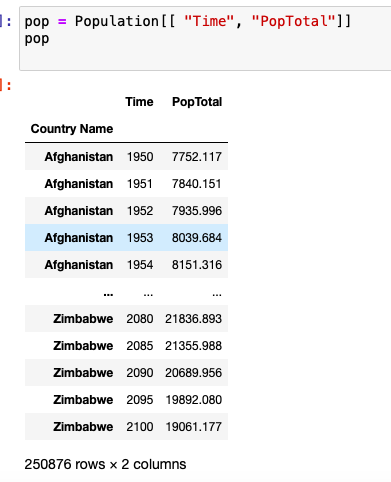 ]: pop = Population[[ "Time", "PopTotal"]]
pop
]:
Time PopTotal
Country Name
Afghanistan 1950 7752.117
Afghanistan 1951 7840.151
Afghanistan 1952 7935.996
Afghanistan 1953 8039.684
Afghanistan 1954 8151.316
... ... ...
Zimbabwe 2080 21836.893
Zimbabwe 2085 21355.988
Zimbabwe 2090 20689.956
Zimbabwe 2095 19892.080
Zimbabwe 2100 19061.177
250876 rows × 2 columns